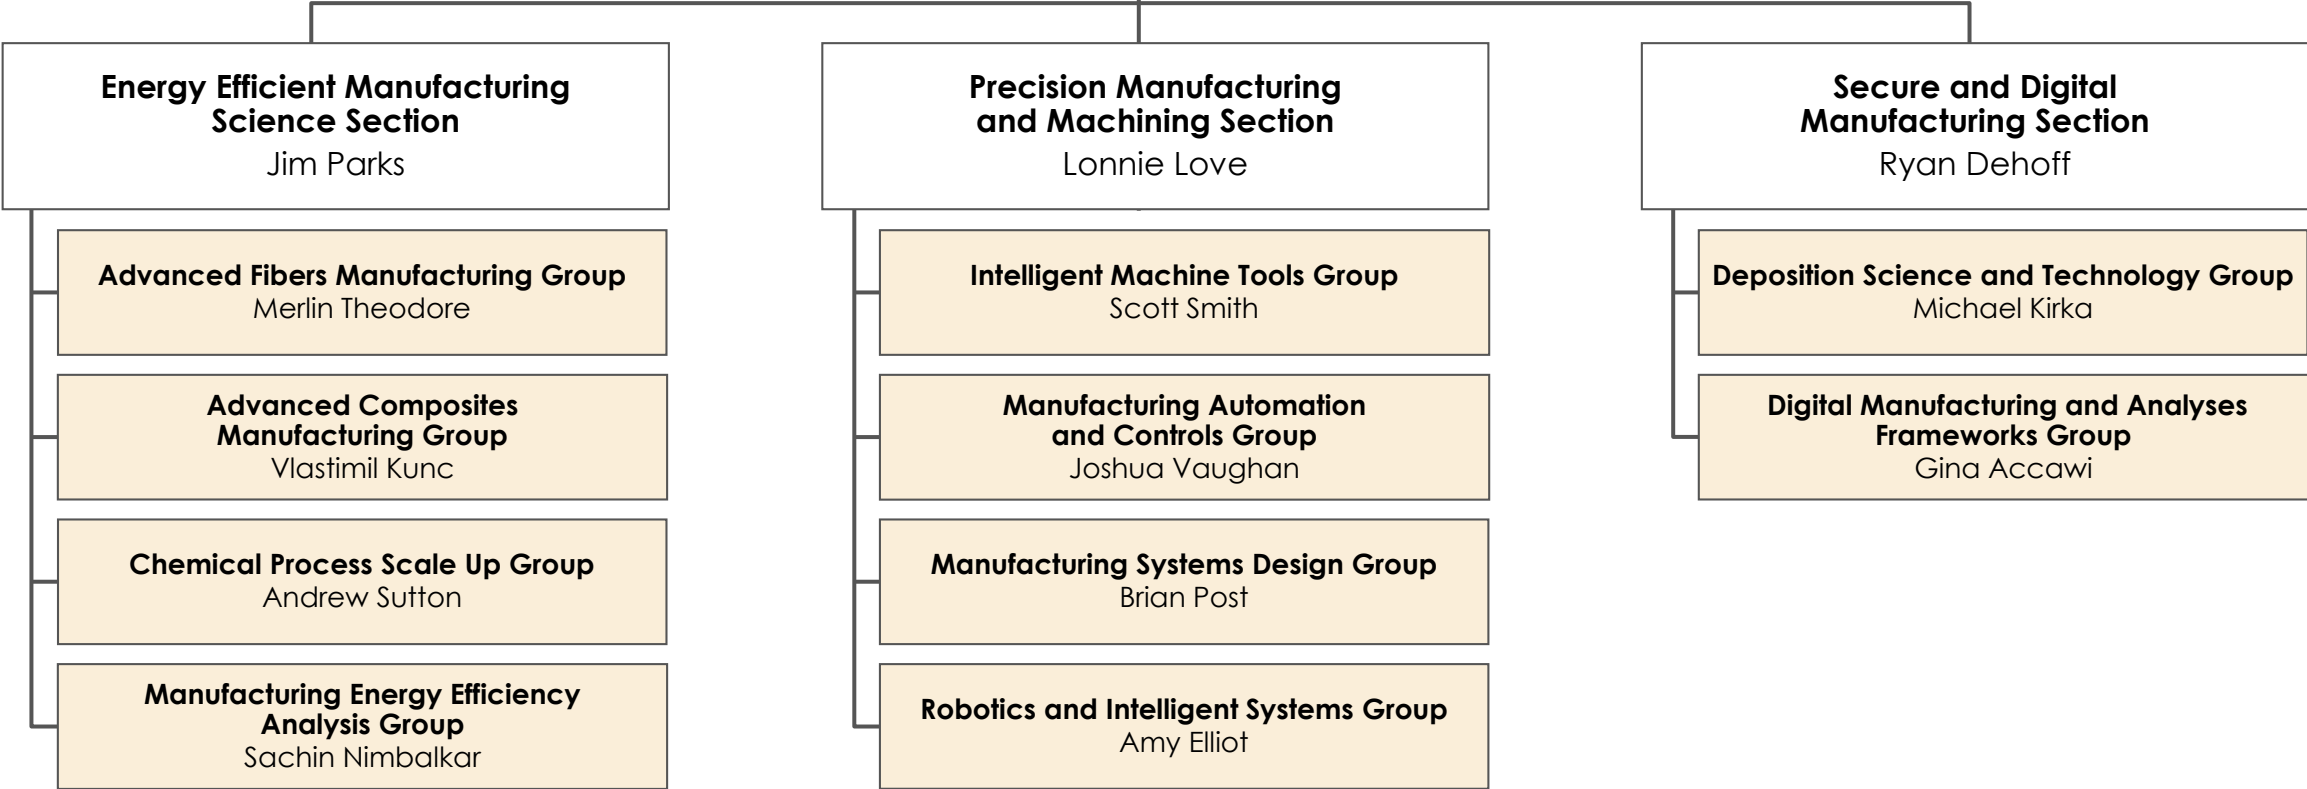 Energy Efficient Manufacturing
Science Section
Jim Parks
Advanced Fibers Manufacturing Group
Merlin Theodore
Advanced Composites
Manufacturing Group
Vlastimil Kunc
Chemical Process Scale Up Group
Andrew Sutton
Manufacturing Energy Efficiency
Analysis Group
Sachin Nimbalkar
Precision Manufacturing
and Machining Section
Lonnie Love
Intelligent Machine Tools Group
Scott Smith
Manufacturing Automation
and Controls Group
Joshua Vaughan
Manufacturing Systems Design Group
Brian Post
Robotics and Intelligent Systems Group
Amy Elliot
Secure and Digital
Manufacturing Section
Ryan Dehoff
Deposition Science and Technology Group
Michael Kirka
Digital Manufacturing and Analyses
Frameworks Group
Gina Accawi